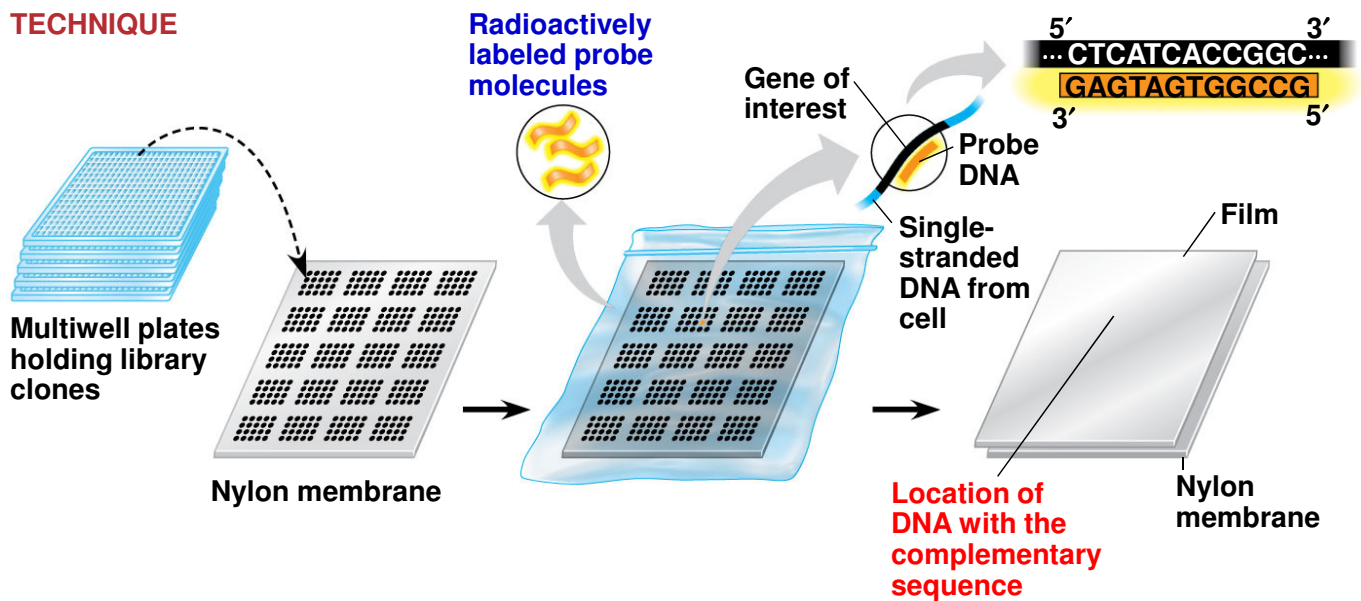 TECHNIQUE
Radioactively
labeled probe
molecules
Gene of
interest
5′ 3′
...CTCATCACCGGC...
GAGTAGTGGCCG
3′ 5′
Probe
DNA
Single-
stranded
DNA from
cell
Film
Multiwell plates
holding library
clones
Nylon membrane
Location of
DNA with the
complementary
sequence
Nylon
membrane